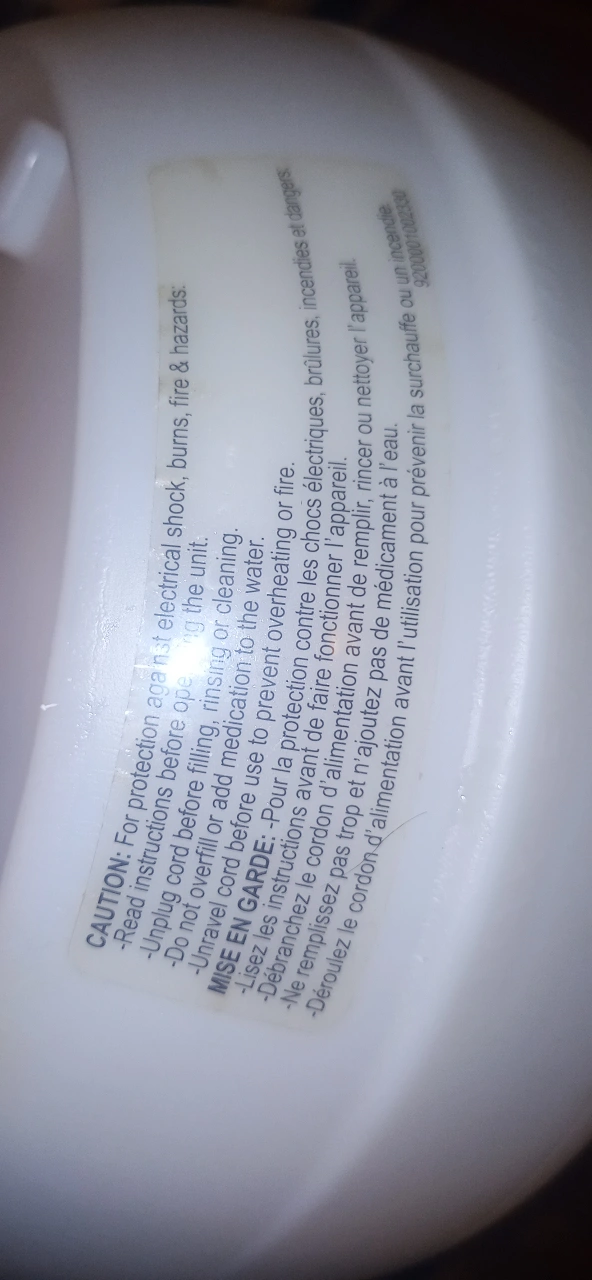 CAUTION: For protection against electrical shock, burns, fire & hazards:
-Read instructions before operating the unit.
-Unplug cord before filling, rinsing or cleaning.
-Do not overfill or add medication to the water.
-Unravel cord before use to prevent overheating or fire.
MISE EN GARDE: -Pour la protection contre les chocs électriques, brûlures, incendies et dangers:
-Lisez les instructions avant de faire fonctionner l'appareil.
-Débranchez le cordon d'alimentation avant de remplir, rincer ou nettoyer l'appareil.
-Ne remplissez pas trop et n'ajoutez pas de médicament à l'eau.
-Déroulez le cordon d'alimentation avant l'utilisation pour prévenir la surchauffe ou un incendie.